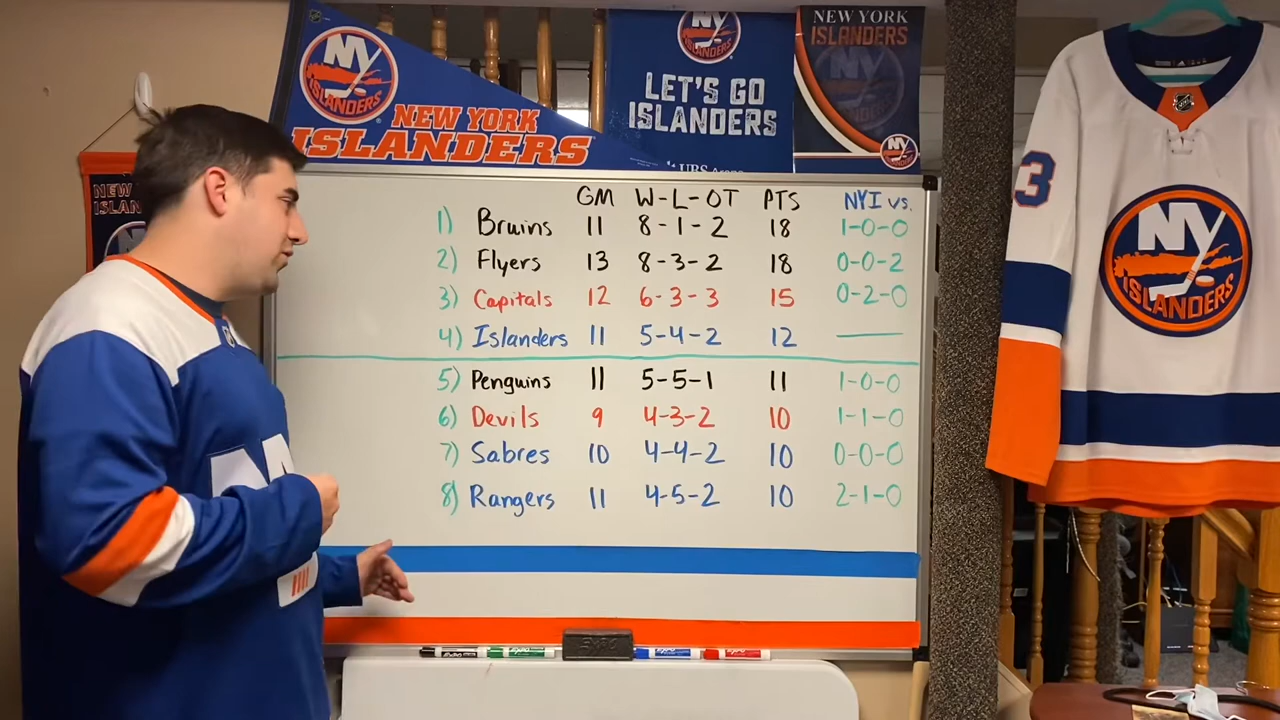 NY
ISLANDERS
NEW YORK
ISLANDERS
NY
ISLANDERS
LET'S GO
ISLANDERS
NEW YORK
ISLANDERS
NY
ISLANDERS
NEW
ISLAN
GM W-L-OT PTS NYI vs.
1) Bruins 11 8-1-2 18 1-0-0
2) Flyers 13 8-3-2 18 0-0-2
3) Capitals 12 6-3-3 15 0-2-0
4) Islanders 11 5-4-2 12 —
5) Penguins 11 5-5-1 11 1-0-0
6) Devils 9 4-3-2 10 1-1-0
7) Sabres 10 4-4-2 10 0-0-0
8) Rangers 11 4-5-2 10 2-1-0
3
NY
ISLANDERS